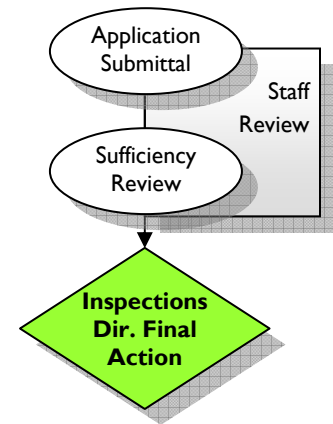 Application
Submittal
Staff
Review
Sufficiency
Review
Inspections
Dir. Final
Action